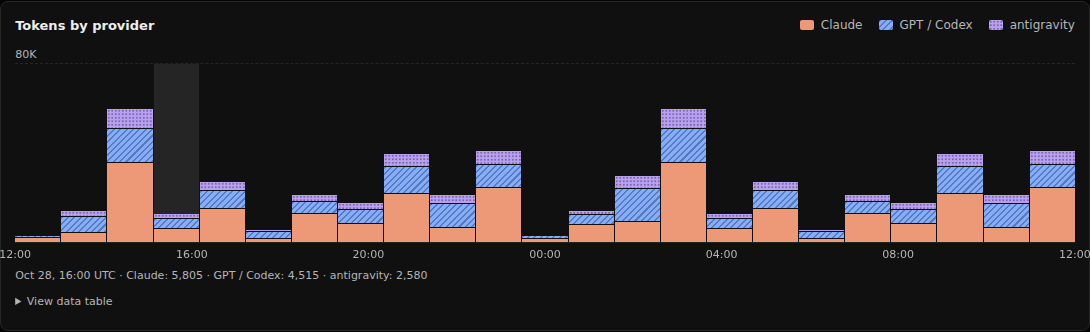 Tokens by provider
Claude GPT / Codex antigravity
80K
12:00 16:00 20:00 00:00 04:00 08:00 12:00
Oct 28, 16:00 UTC · Claude: 5,805 · GPT / Codex: 4,515 · antigravity: 2,580
View data table